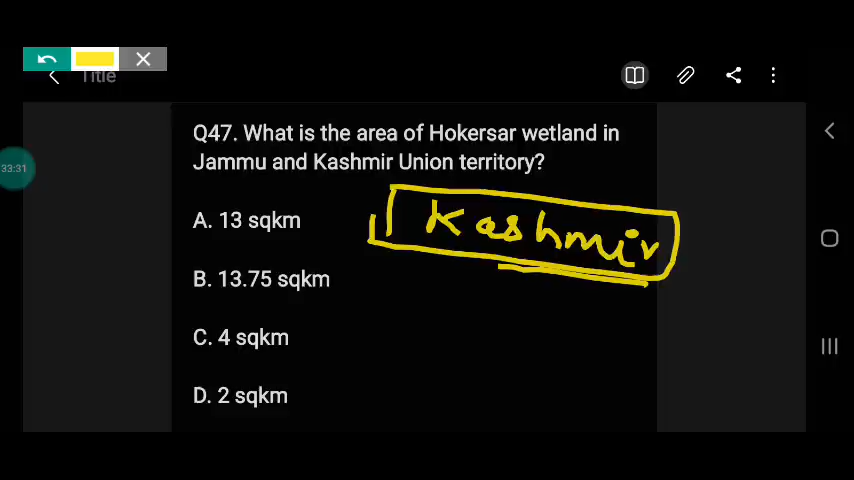 Title
Q47. What is the area of Hokersar wetland in
Jammu and Kashmir Union territory?
33:31
A. 13 sqkm
Kashmir
B. 13.75 sqkm
C. 4 sqkm
D. 2 sqkm